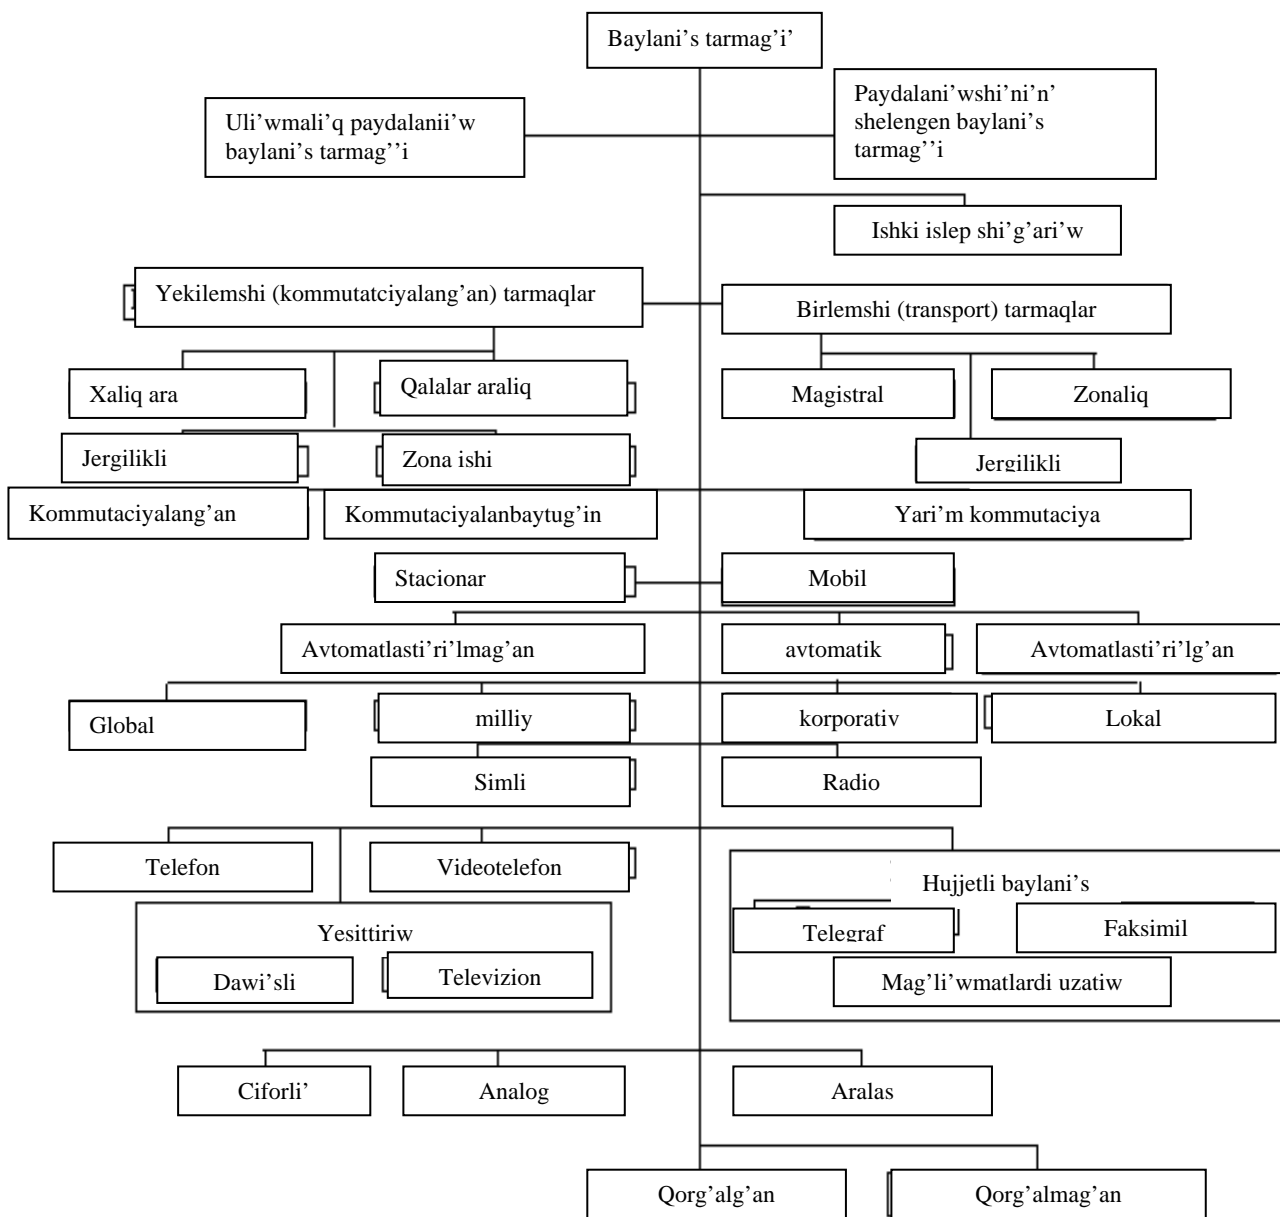 Baylani's tarmag'i'
Uli'wmali'q paydalanii'w
baylani's tarmag''i
Paydalani'wshi'ni'n'
shelengen baylani's
tarmag''i
Ishki islep shi'g'ari'w
Yekilemshi (kommutatciyalang'an) tarmaqlar
Birlemshi (transport) tarmaqlar
Xaliq ara
Qalalar araliq
Magistral
Zonaliq
Jergilikli
Zona ishi
Jergilikli
Kommutaciyalang'an
Kommutaciyalanbaytug'in
Yari'm kommutaciya
Stacionar
Mobil
Avtomatlasti'ri'lmag'an
avtomatik
Avtomatlasti'ri'lg'an
Global
milliy
korporativ
Lokal
Simli
Radio
Telefon
Videotelefon
Hujjetli baylani's
Yesittiriw
Telegraf
Faksimil
Dawi'sli
Televizion
Mag'li'wmatlardi uzatiw
Ciforli'
Analog
Aralas
Qorg'alg'an
Qorg'almag'an